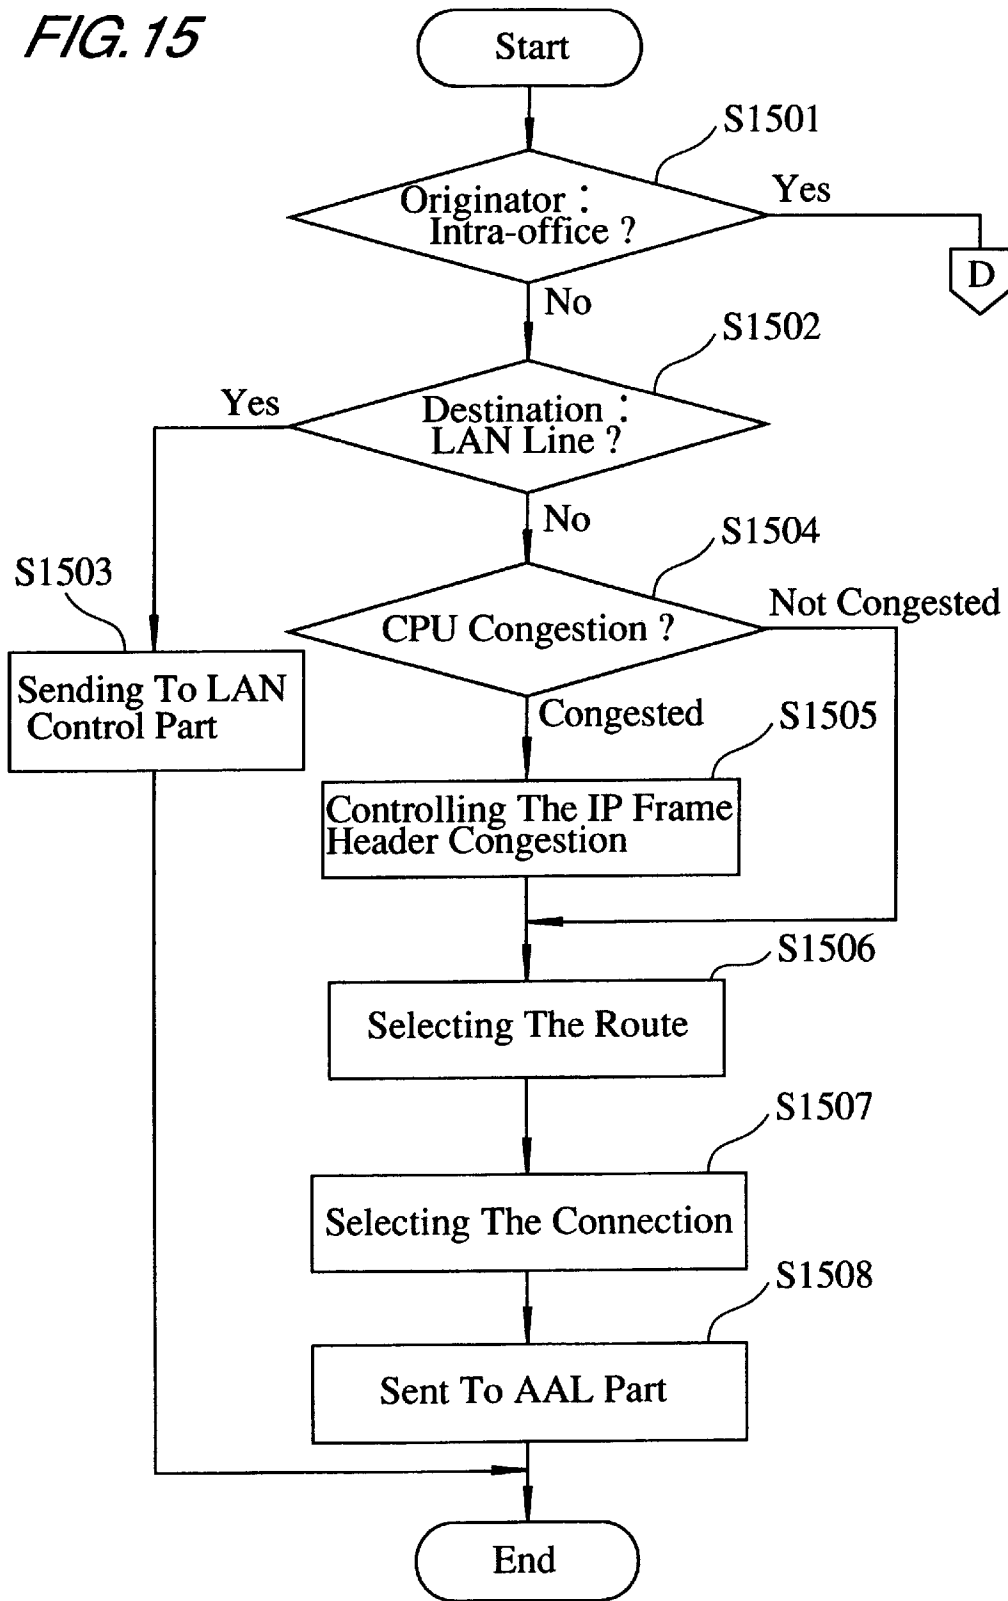 FIG. 15
Start
S1501
Originator :
Intra-office ?
Yes
D
No
S1502
Yes
Destination :
LAN Line ?
No
S1504
S1503
Not Congested
CPU Congestion ?
Sending To LAN
Control Part
Congested
S1505
Controlling The IP Frame
Header Congestion
S1506
Selecting The Route
S1507
Selecting The Connection
S1508
Sent To AAL Part
End